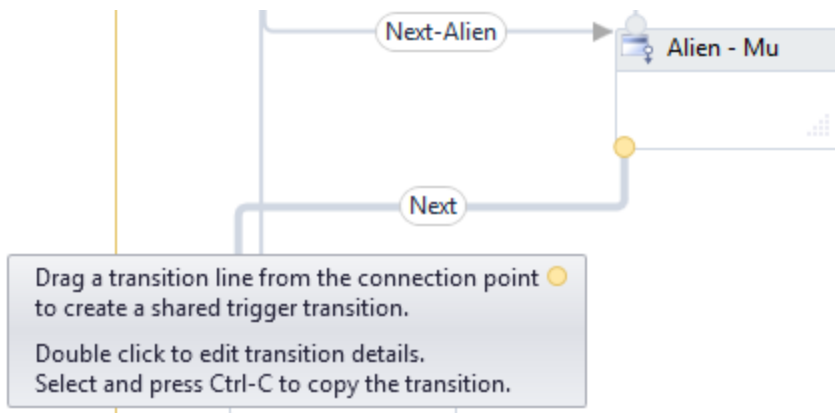 Next-Alien
Alien - Mu
Next
Drag a transition line from the connection point
to create a shared trigger transition.
Double click to edit transition details.
Select and press Ctrl-C to copy the transition.